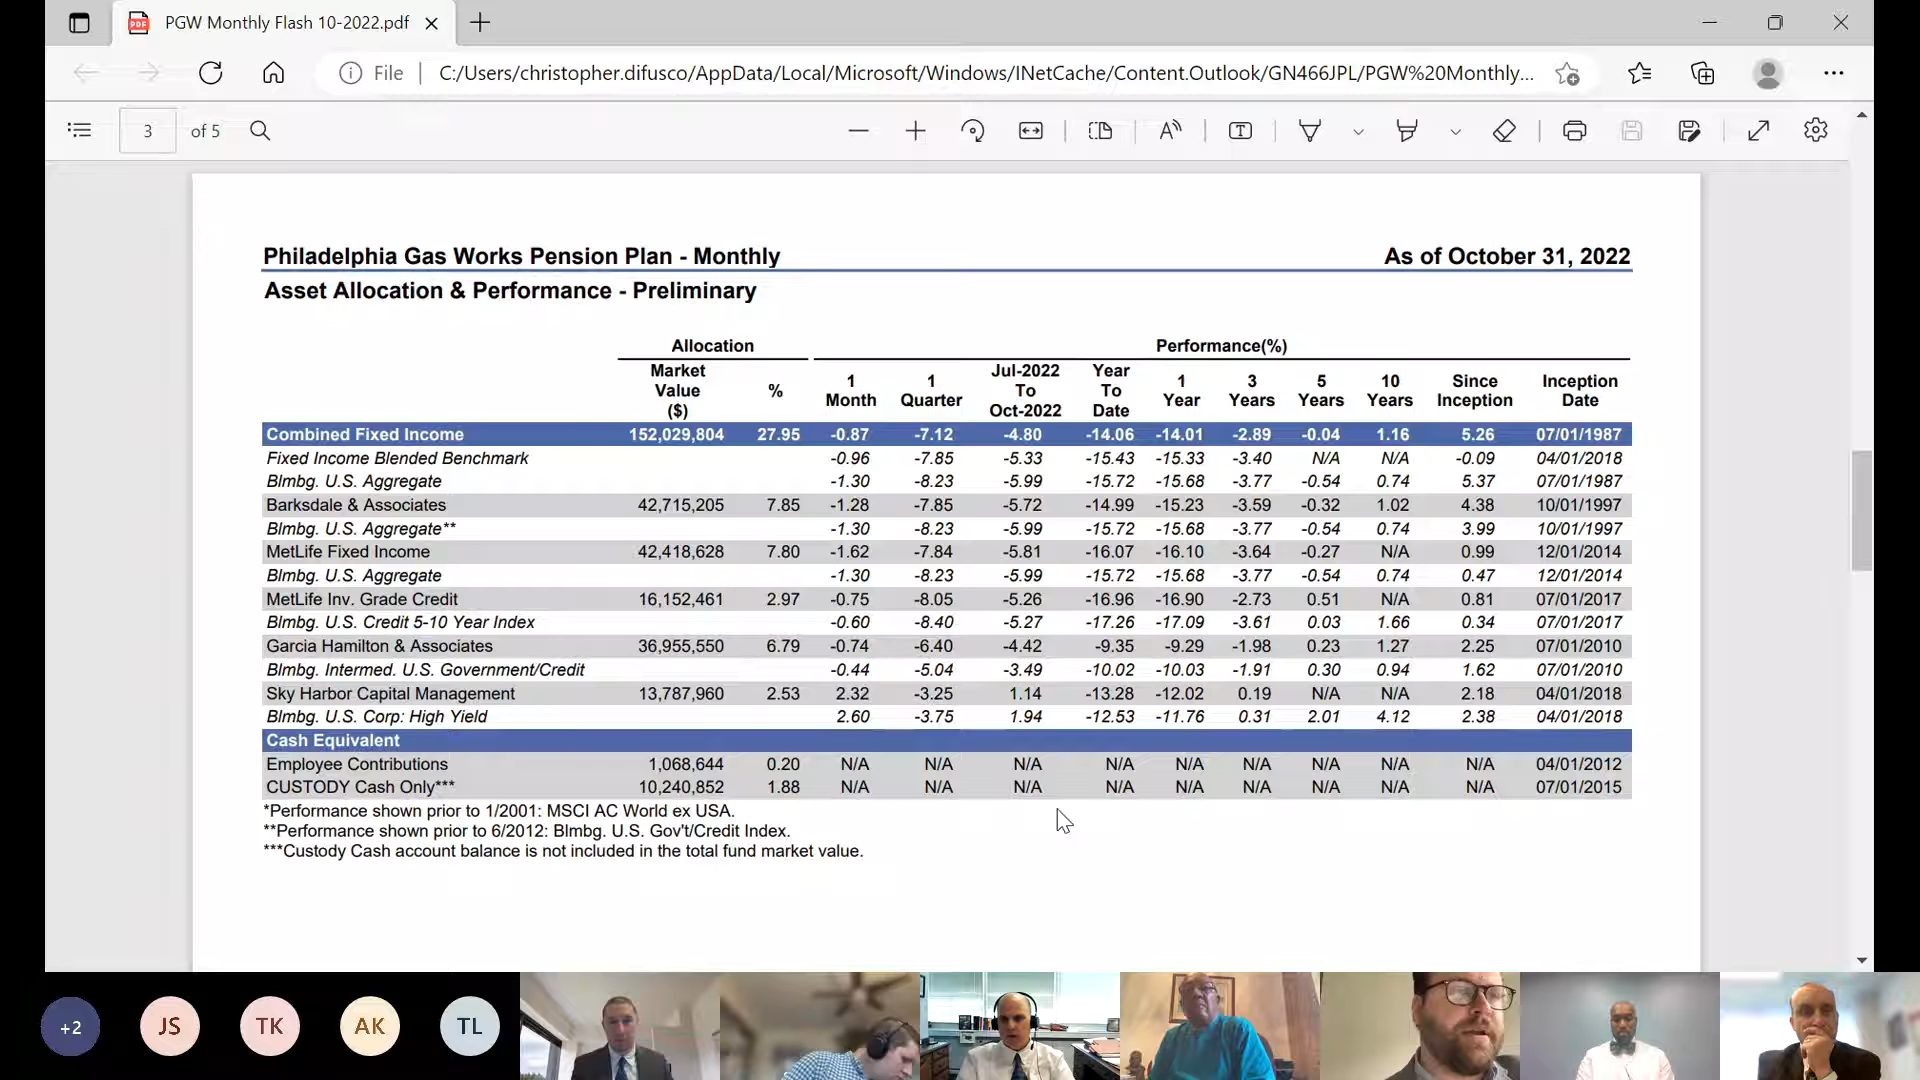 PGW Monthly Flash 10-2022.pdf
File C:/Users/christopher.difusco/AppData/Local/Microsoft/Windows/INetCache/Content.Outlook/GN466JPL/PGW%20Monthly...
3 of 5
Philadelphia Gas Works Pension Plan - Monthly As of October 31, 2022
Asset Allocation & Performance - Preliminary
Allocation Performance(%)
Market Value ($) % 1 Month 1 Quarter Jul-2022 To Oct-2022 Year To Date 1 Year 3 Years 5 Years 10 Years Since Inception Inception Date
Combined Fixed Income 152,029,804 27.95 -0.87 -7.12 -4.80 -14.06 -14.01 -2.89 -0.04 1.16 5.26 07/01/1987
Fixed Income Blended Benchmark -0.96 -7.85 -5.33 -15.43 -15.33 -3.40 N/A N/A -0.09 04/01/2018
Blmbg. U.S. Aggregate -1.30 -8.23 -5.99 -15.72 -15.68 -3.77 -0.54 0.74 5.37 07/01/1987
Barksdale & Associates 42,715,205 7.85 -1.28 -7.85 -5.72 -14.99 -15.23 -3.59 -0.32 1.02 4.38 10/01/1997
Blmbg. U.S. Aggregate** -1.30 -8.23 -5.99 -15.72 -15.68 -3.77 -0.54 0.74 3.99 10/01/1997
MetLife Fixed Income 42,418,628 7.80 -1.62 -7.84 -5.81 -16.07 -16.10 -3.64 -0.27 N/A 0.99 12/01/2014
Blmbg. U.S. Aggregate -1.30 -8.23 -5.99 -15.72 -15.68 -3.77 -0.54 0.74 0.47 12/01/2014
MetLife Inv. Grade Credit 16,152,461 2.97 -0.75 -8.05 -5.26 -16.96 -16.90 -2.73 0.51 N/A 0.81 07/01/2017
Blmbg. U.S. Credit 5-10 Year Index -0.60 -8.40 -5.27 -17.26 -17.09 -3.61 0.03 1.66 0.34 07/01/2017
Garcia Hamilton & Associates 36,955,550 6.79 -0.74 -6.40 -4.42 -9.35 -9.29 -1.98 0.23 1.27 2.25 07/01/2010
Blmbg. Intermed. U.S. Government/Credit -0.44 -5.04 -3.49 -10.02 -10.03 -1.91 0.30 0.94 1.62 07/01/2010
Sky Harbor Capital Management 13,787,960 2.53 2.32 -3.25 1.14 -13.28 -12.02 0.19 N/A N/A 2.18 04/01/2018
Blmbg. U.S. Corp: High Yield 2.60 -3.75 1.94 -12.53 -11.76 0.31 2.01 4.12 2.38 04/01/2018
Cash Equivalent
Employee Contributions 1,068,644 0.20 N/A N/A N/A N/A N/A N/A N/A N/A N/A 04/01/2012
CUSTODY Cash Only*** 10,240,852 1.88 N/A N/A N/A N/A N/A N/A N/A N/A N/A 07/01/2015
*Performance shown prior to 1/2001: MSCI AC World ex USA.
**Performance shown prior to 6/2012: Blmbg. U.S. Gov't/Credit Index.
***Custody Cash account balance is not included in the total fund market value.
+2 JS TK AK TL